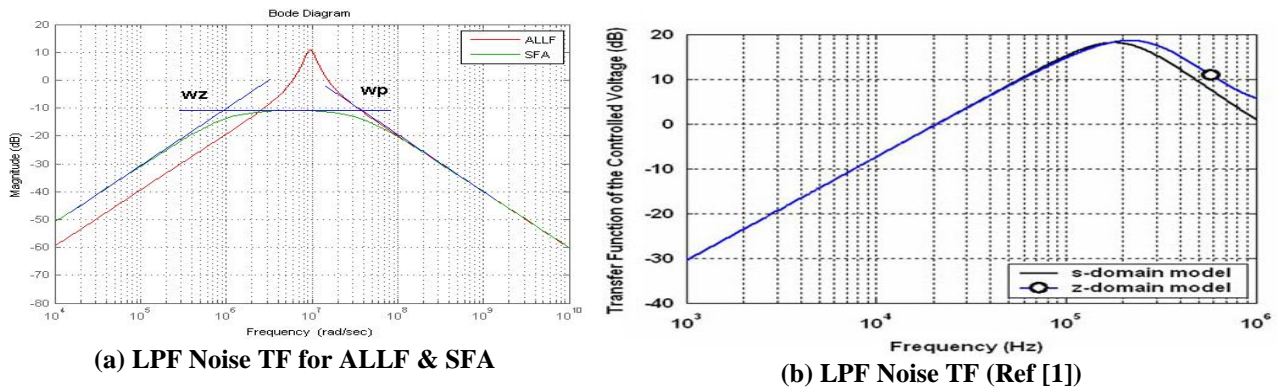 Bode Diagram
ALLF
SFA
wz
wp
Magnitude (dB)
20
10
0
-10
-20
-30
-40
-50
-60
-70
-80
10^4
10^5
10^6
10^7
10^8
10^9
10^10
Frequency (rad/sec)
(a) LPF Noise TF for ALLF & SFA
Transfer Function of the Controlled Voltage (dB)
20
10
0
-10
-20
-30
-40
s-domain model
z-domain model
10^3
10^4
10^5
10^6
Frequency (Hz)
(b) LPF Noise TF (Ref [1])